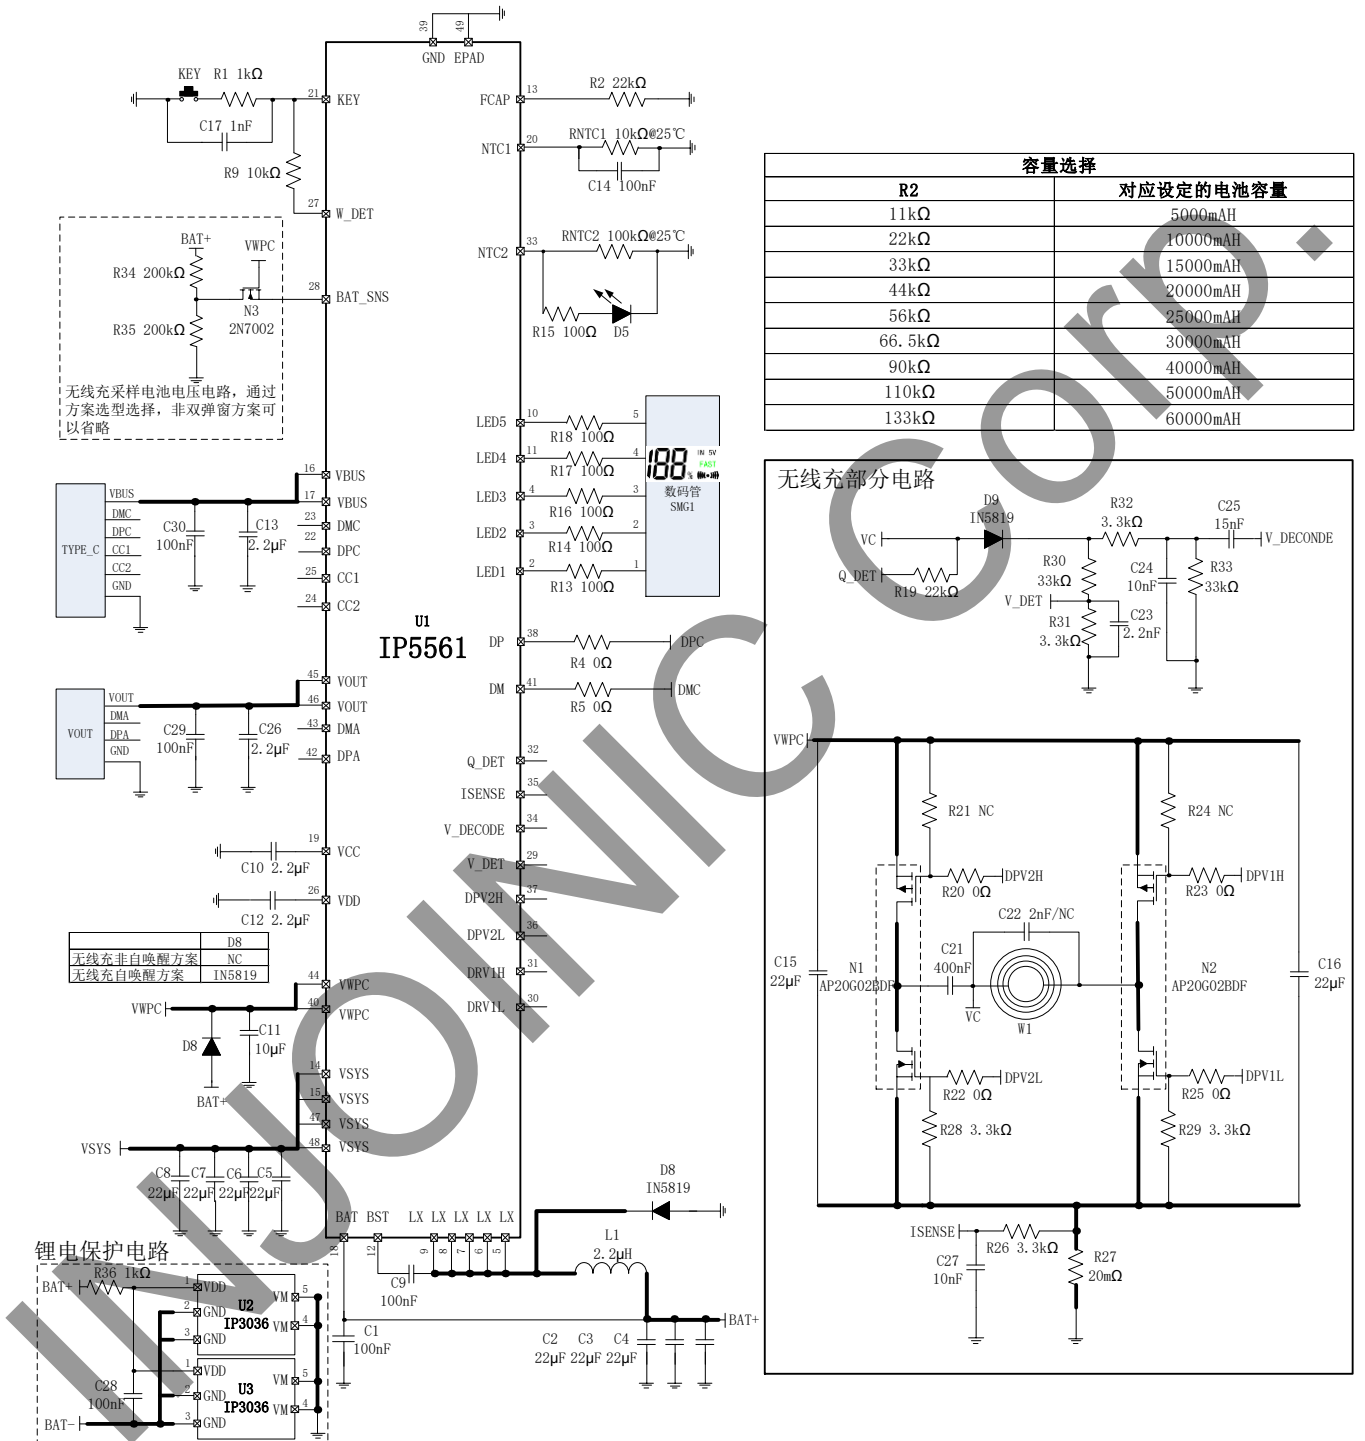 39
49
GND EPAD
KEY R1 1kΩ
21
KEY
C17 1nF
R9 10kΩ
27
W_DET
BAT+
VWPC
R34 200kΩ
28
BAT_SNS
N3
2N7002
R35 200kΩ
无线充采样电池电压电路，通过
方案选型选择，非双弹窗方案可
以省略
13
FCAP
R2 22kΩ
20
NTC1
RNTC1 10kΩ@25℃
C14 100nF
33
NTC2
RNTC2 100kΩ@25℃
R15 100Ω D5
LED5 10 R18 100Ω 5
LED4 11 R17 100Ω 4
LED3 4 R16 100Ω 3
LED2 3 R14 100Ω 2
LED1 2 R13 100Ω 1
188 % IN 5V
FAST
数码管
SMG1
容量选择
R2 对应设定的电池容量
11kΩ 5000mAH
22kΩ 10000mAH
33kΩ 15000mAH
44kΩ 20000mAH
56kΩ 25000mAH
66.5kΩ 30000mAH
90kΩ 40000mAH
110kΩ 50000mAH
133kΩ 60000mAH
TYPE_C
VBUS
DMC
DPC
CC1
CC2
GND
C30
100nF
C13
2.2μF
16 VBUS
17 VBUS
23 DMC
22 DPC
25 CC1
24 CC2
U1
IP5561
DP 38 R4 0Ω DPC
DM 41 R5 0Ω DMC
VOUT
VOUT
DMA
DPA
GND
C29
100nF
C26
2.2μF
45 VOUT
46 VOUT
43 DMA
42 DPA
Q_DET 32
ISENSE 35
V_DECODE 34
V_DET 29
DPV2H 37
DPV2L 36
DRV1H 31
DRV1L 30
19 VCC
C10 2.2μF
26 VDD
C12 2.2μF
D8
无线充非自唤醒方案 NC
无线充自唤醒方案 IN5819
44 VWPC
40 VWPC
VWPC
D8
C11
10μF
BAT+
14 VSYS
15 VSYS
47 VSYS
48 VSYS
VSYS
C8 C7 C6 C5
22μF 22μF 22μF 22μF
BAT BST LX LX LX LX LX
18 12 9 8 7 6 5
C9
100nF
C1
100nF
D8
IN5819
L1
2.2μH
BAT+
C2 C3 C4
22μF 22μF 22μF
锂电保护电路
BAT+ R36 1kΩ
1 VDD
2 GND
3 GND
U2
IP3036
VM 5
VM 4
1 VDD
2 GND
3 GND
U3
IP3036
VM 5
VM 4
C28
100nF
BAT-
无线充部分电路
VC
D9
IN5819
Q_DET
R19 22kΩ
R32
3.3kΩ
C25
15nF
V_DECONDE
R30
33kΩ
C24
10nF
R33
33kΩ
V_DET
R31
3.3kΩ
C23
2.2nF
VWPC
R21 NC
R24 NC
R20 0Ω
DPV2H
R23 0Ω
DPV1H
C22 2nF/NC
C21
400nF
VC
W1
C15
22μF
N1
AP20G02BDF
N2
AP20G02BDF
C16
22μF
R22 0Ω
DPV2L
R25 0Ω
DPV1L
R28 3.3kΩ
R29 3.3kΩ
ISENSE
R26 3.3kΩ
C27
10nF
R27
20mΩ
INJOINIC Corp.